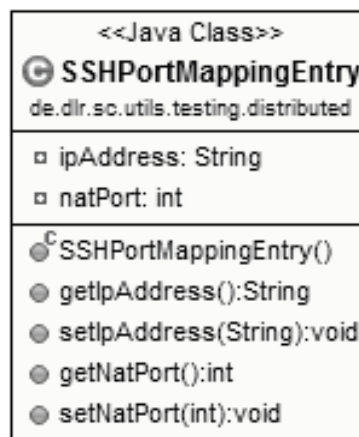 <<Java Class>>
C SSHPortMappingEntry
de.dlr.sc.utils.testing.distributed
ipAddress: String
natPort: int
C SSHPortMappingEntry()
getIpAddress():String
setIpAddress(String):void
getNatPort():int
setNatPort(int):void